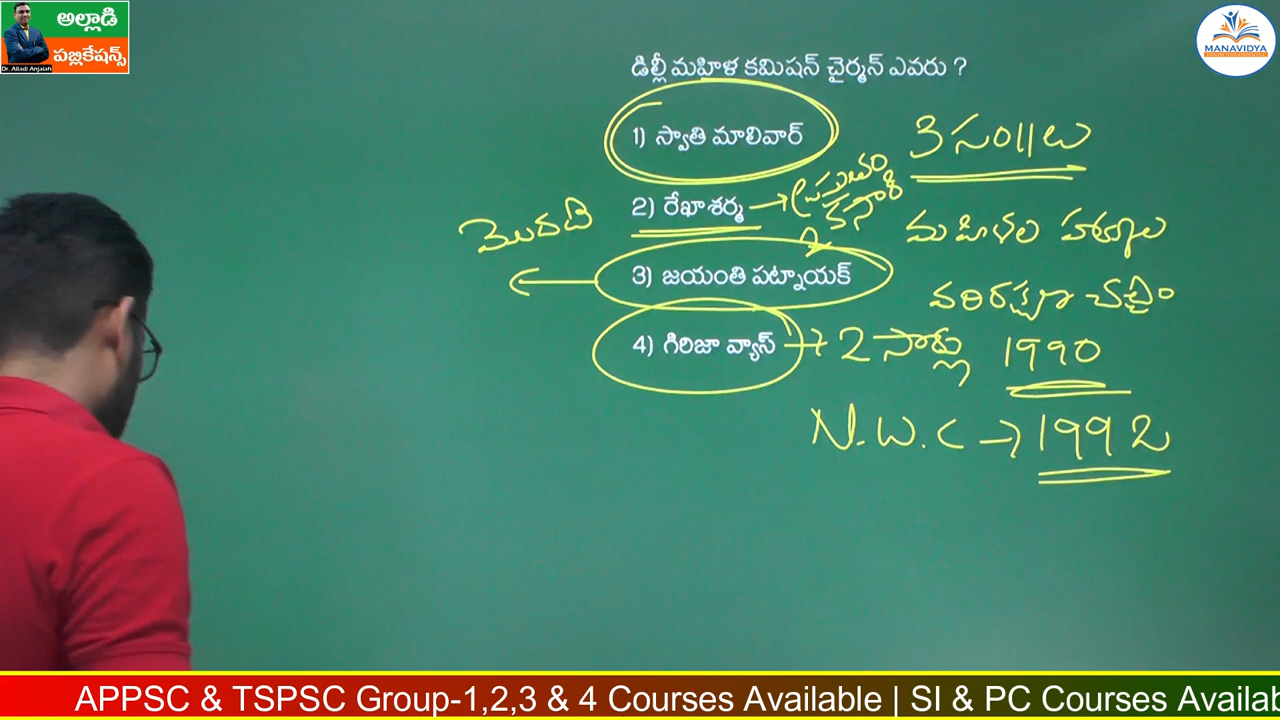 అల్లాడి
పబ్లికేషన్స్
Dr. Alladi Anjaiah
MANAVIDYA
డిల్లీ మహిళ కమిషన్ చైర్మన్ ఎవరు ?
1) స్వాతి మాలివార్
3 సం॥లు
2) రేఖాశర్మ
ప్రస్తుతం
మొదటి
మహిళల హక్కుల
3) జయంతి పట్నాయక్
పరిరక్షణ చట్టం
4) గిరిజా వ్యాస్
2 సార్లు
1990
N.W.C → 1992
APPSC & TSPSC Group-1,2,3 & 4 Courses Available | SI & PC Courses Availab